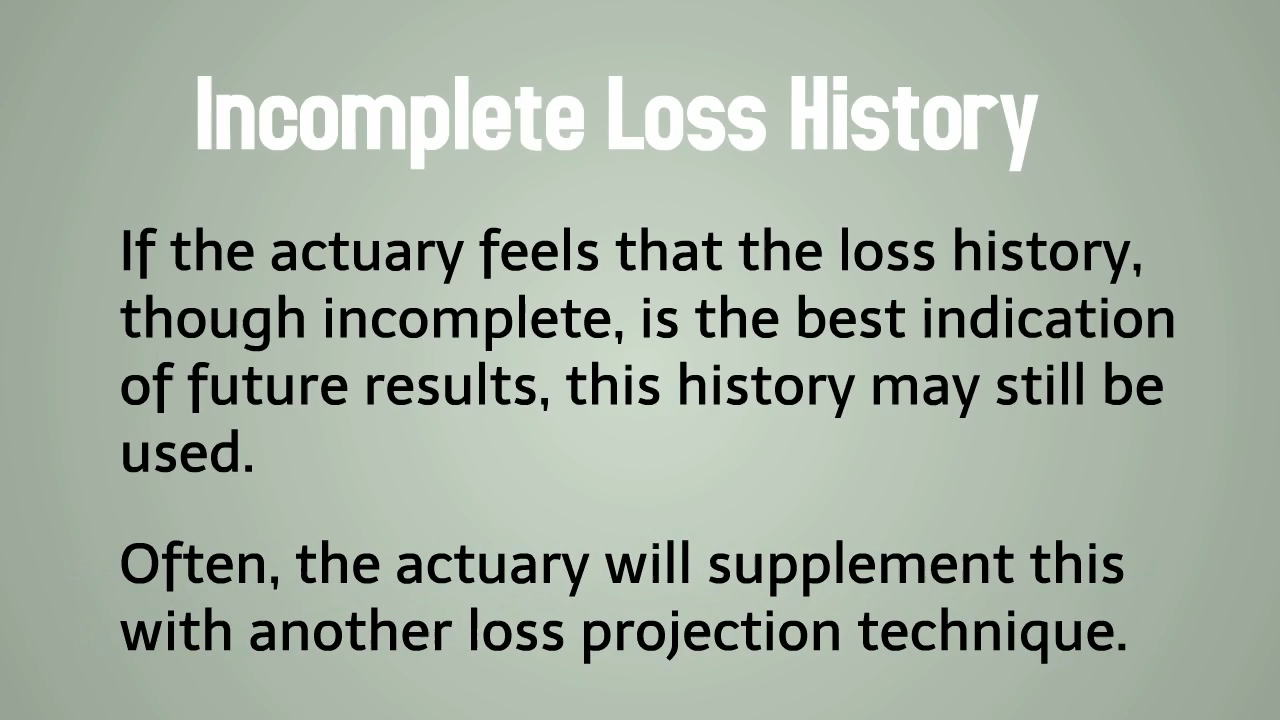 Incomplete Loss History
If the actuary feels that the loss history,
though incomplete, is the best indication
of future results, this history may still be
used.
Often, the actuary will supplement this
with another loss projection technique.